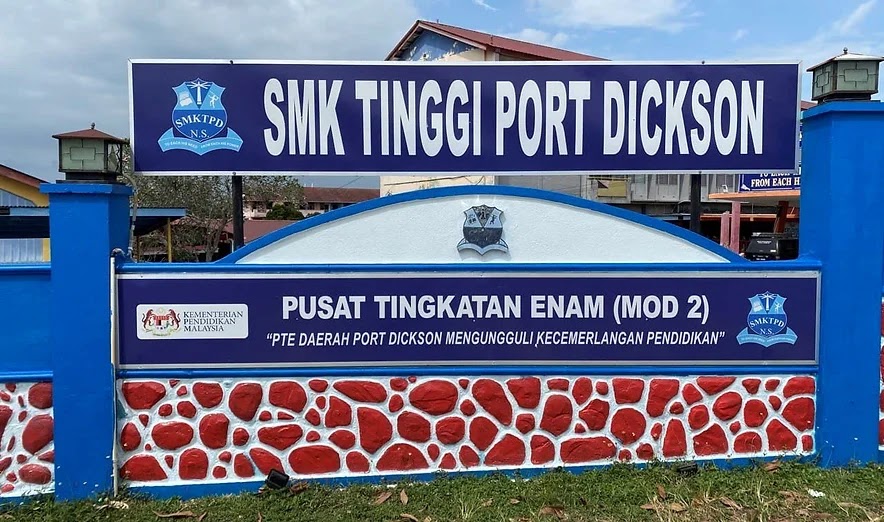 SMK TINGGI PORT DICKSON
SMKTPD
N.S.
FROM EACH H
KEMENTERIAN
PENDIDIKAN
MALAYSIA
PUSAT TINGKATAN ENAM (MOD 2)
"PTE DAERAH PORT DICKSON MENGUNGGULI KECEMERLANGAN PENDIDIKAN"
SMKTPD
N.S.